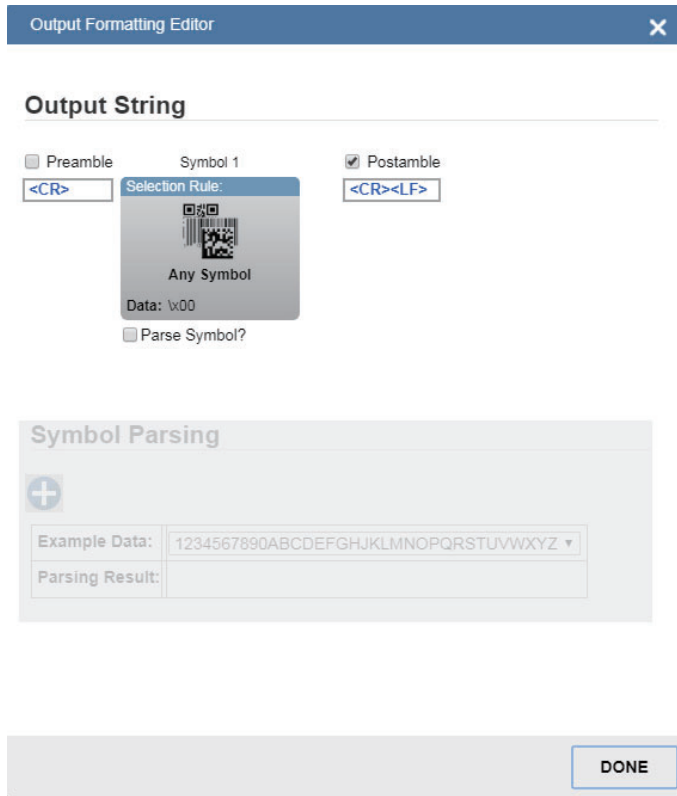 Output Formatting Editor
Output String
Preamble
Symbol 1
Postamble
<CR>
Selection Rule:
<CR><LF>
Any Symbol
Data: \x00
Parse Symbol?
Symbol Parsing
Example Data: 1234567890ABCDEFGHJKLMNOPQRSTUVWXYZ
Parsing Result:
DONE